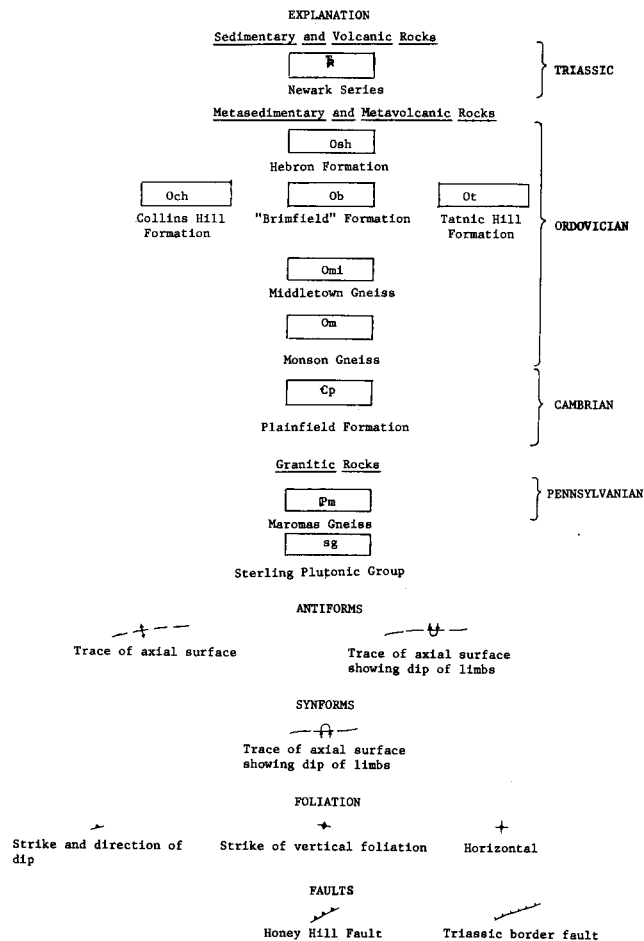 EXPLANATION
Sedimentary and Volcanic Rocks
TRIASSIC
Newark Series
Metasedimentary and Metavolcanic Rocks
Osh
Hebron Formation
Och Ob Ot
Collins Hill "Brimfield" Formation Tatnic Hill
Formation Formation
ORDOVICIAN
Omi
Middletown Gneiss
Om
Monson Gneiss
Cp
CAMBRIAN
Plainfield Formation
Granitic Rocks
PENNSYLVANIAN
Pm
Maromas Gneiss
sg
Sterling Plutonic Group
ANTIFORMS
Trace of axial surface Trace of axial surface
showing dip of limbs
SYNFORMS
Trace of axial surface
showing dip of limbs
FOLIATION
Strike and direction of Strike of vertical foliation Horizontal
dip
FAULTS
Honey Hill Fault Triassic border fault